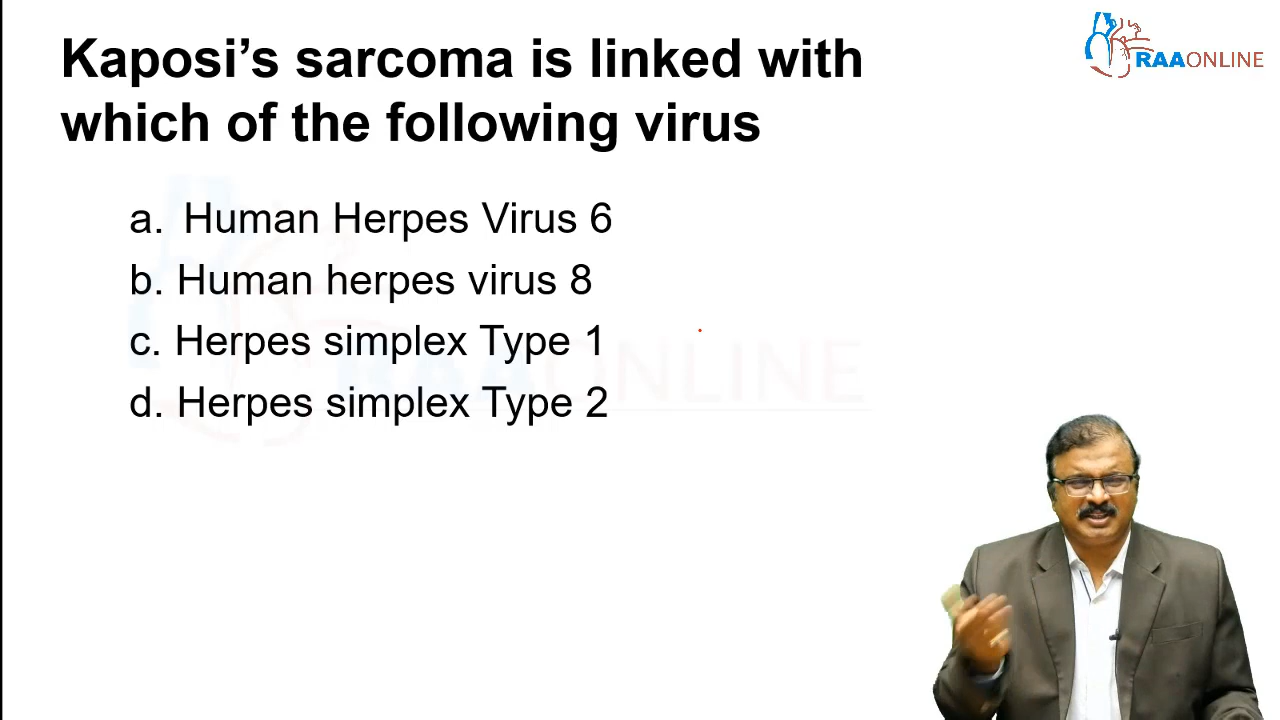 Kaposi’s sarcoma is linked with
which of the following virus
RAAONLINE
a. Human Herpes Virus 6
b. Human herpes virus 8
c. Herpes simplex Type 1
d. Herpes simplex Type 2
RAAONLINE